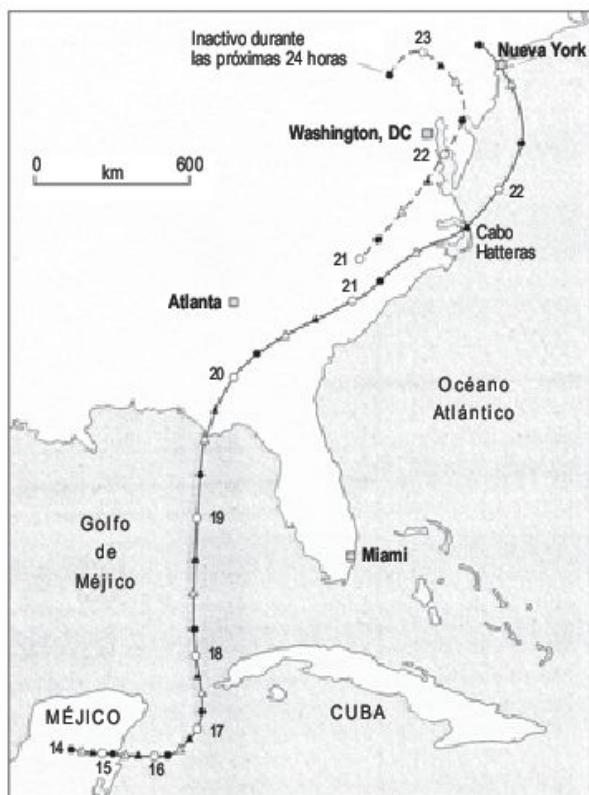 Inactivo durante
las próximas 24 horas
23
Nueva York
Washington, DC
0 600
km
22
22
Cabo
Hatteras
21
21
Atlanta
20
Océano
Atlántico
19
Golfo
de
Méjico
Miami
18
MÉJICO
17
CUBA
14
15
16